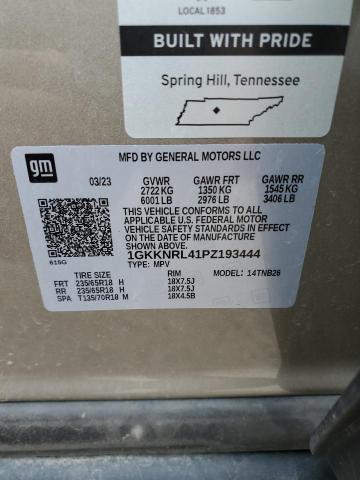 LOCAL 1853
BUILT WITH PRIDE
Spring Hill, Tennessee
gm
MFD BY GENERAL MOTORS LLC
03/23 GVWR GAWR FRT GAWR RR
2722 KG 1350 KG 1545 KG
6001 LB 2976 LB 3406 LB
THIS VEHICLE CONFORMS TO ALL
APPLICABLE U.S. FEDERAL MOTOR
VEHICLE SAFETY, BUMPER, AND
THEFT PREVENTION STANDARDS IN
EFFECT ON THE DATE OF
MANUFACTURE SHOWN ABOVE.
1GKKNRL41PZ193444
615G TYPE: MPV MODEL: 14TNB26
TIRE SIZE RIM
FRT 235/65R18 H 18X7.5J
RR 235/65R18 H 18X7.5J
SPA T135/70R18 M 18X4.5B